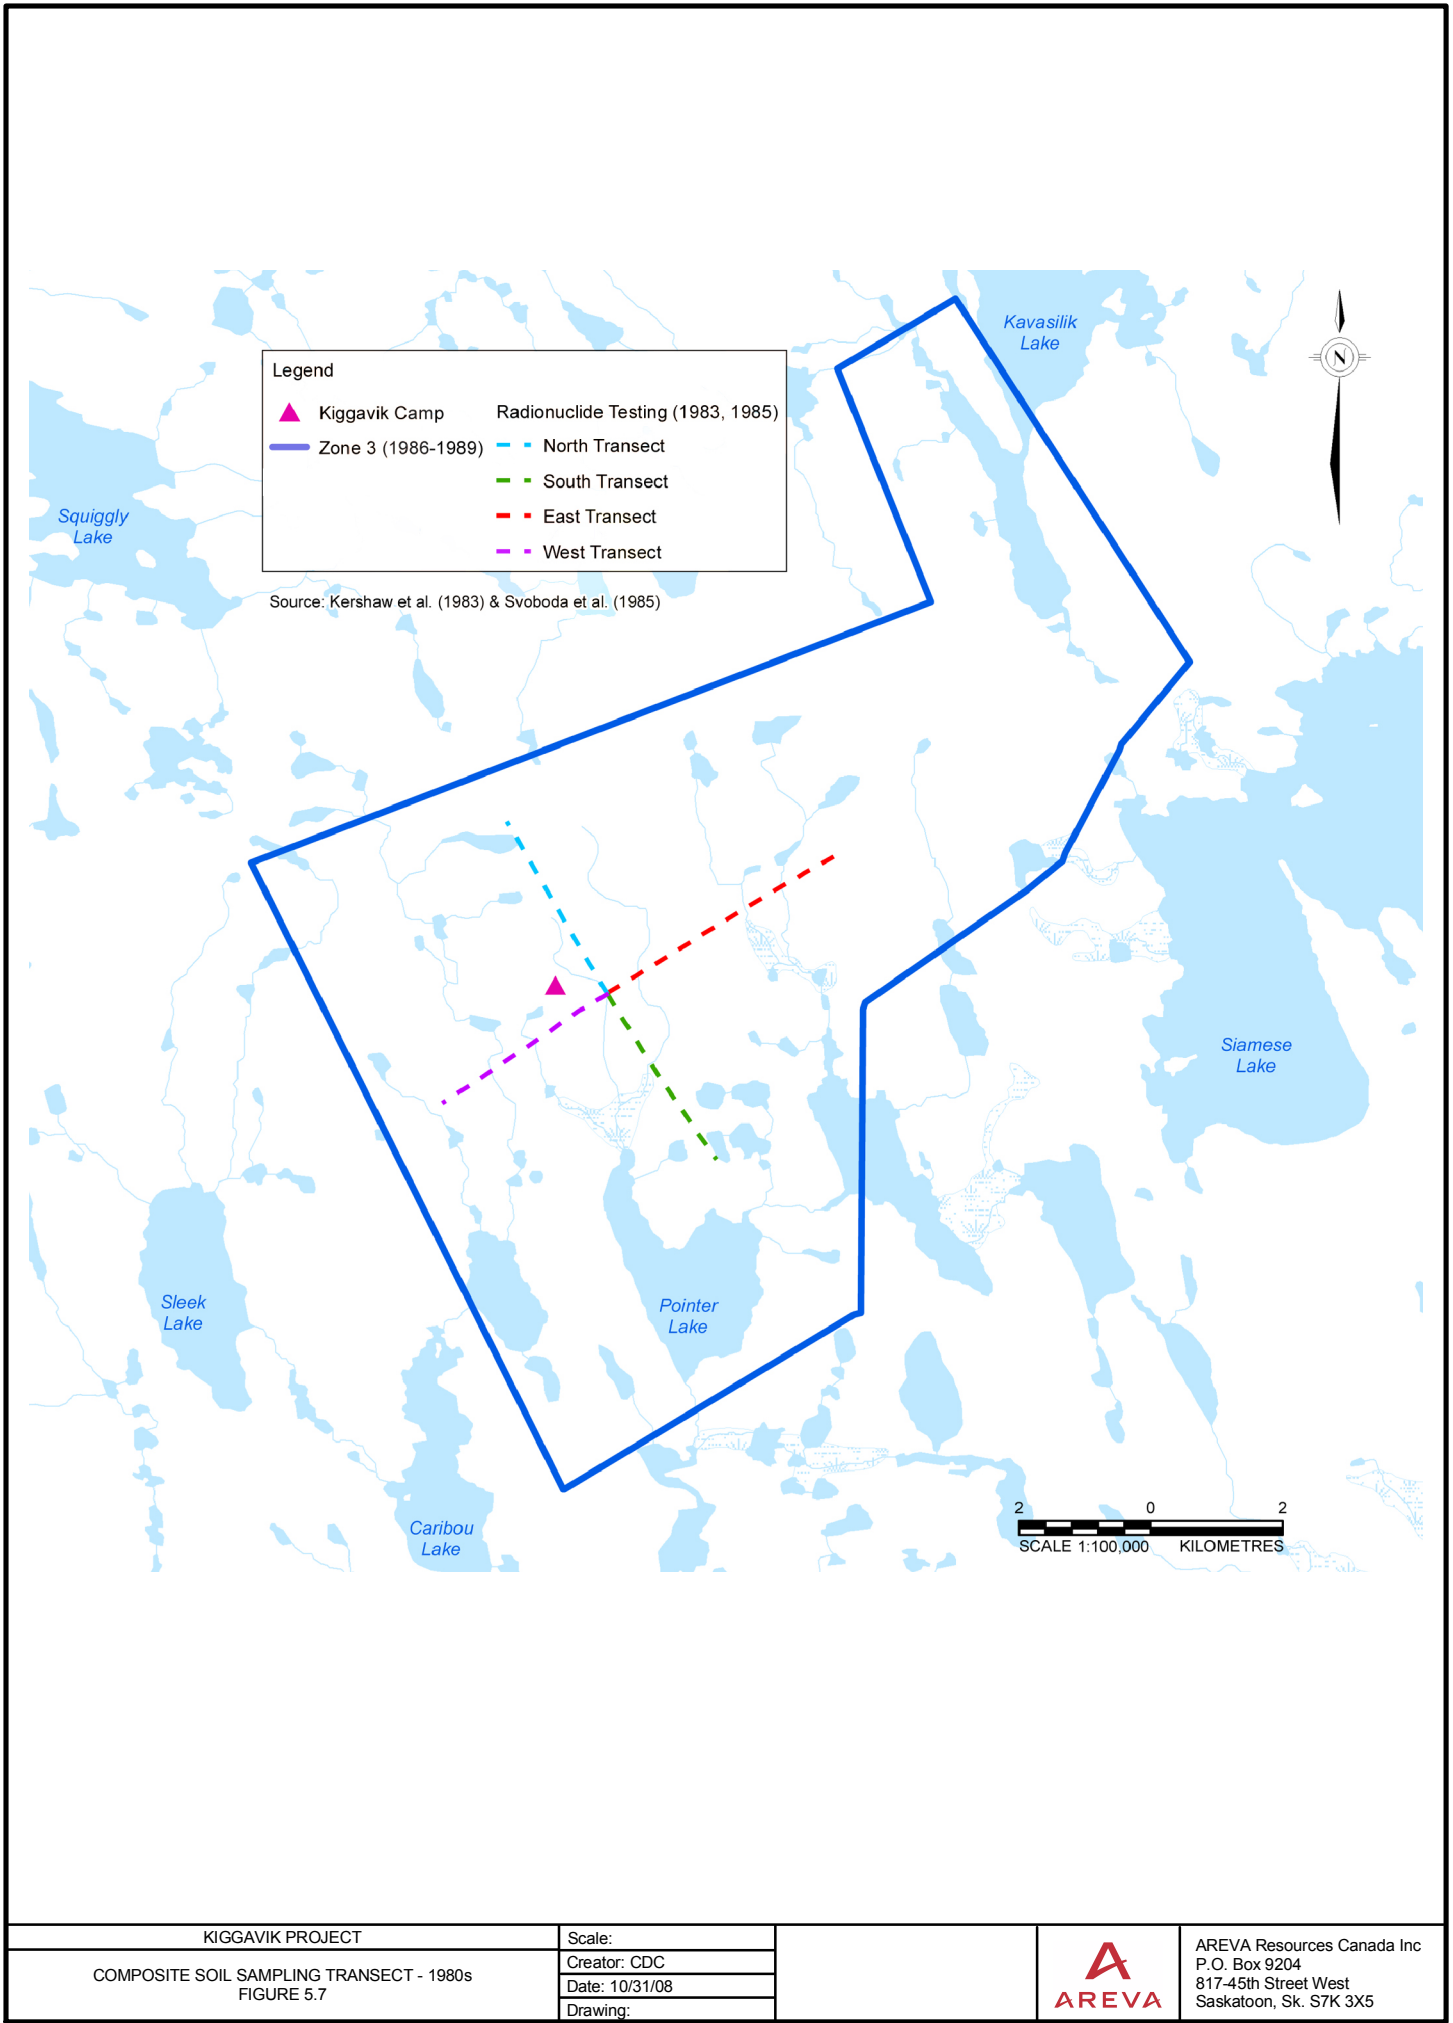 Kavasilik
Lake
N
Legend
Kiggavik Camp
Zone 3 (1986-1989)
Radionuclide Testing (1983, 1985)
North Transect
South Transect
East Transect
West Transect
Source: Kershaw et al. (1983) & Svoboda et al. (1985)
Squiggly
Lake
Siamese
Lake
Sleek
Lake
Pointer
Lake
Caribou
Lake
2 0 2
SCALE 1:100,000 KILOMETRES
KIGGAVIK PROJECT
COMPOSITE SOIL SAMPLING TRANSECT - 1980s
FIGURE 5.7
Scale:
Creator: CDC
Date: 10/31/08
Drawing:
AREVA
AREVA Resources Canada Inc
P.O. Box 9204
817-45th Street West
Saskatoon, Sk. S7K 3X5